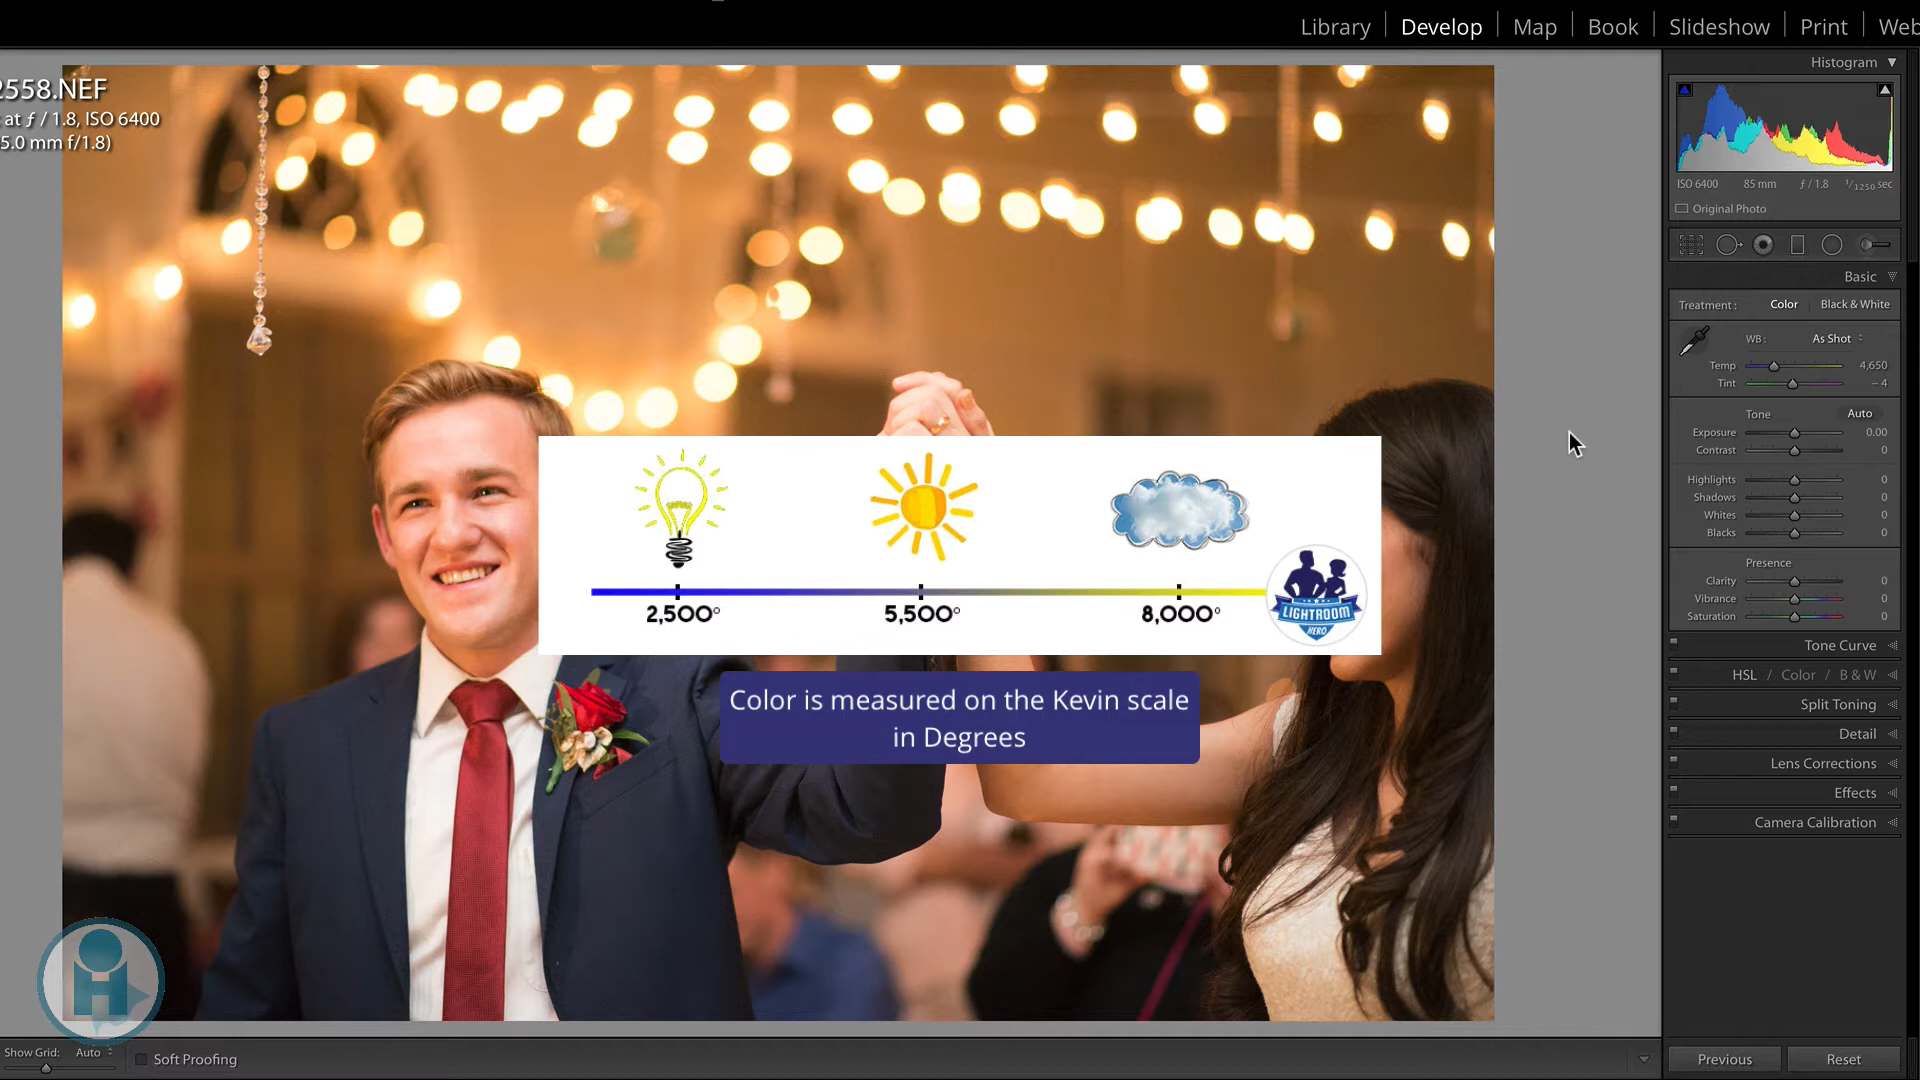 Library | Develop | Map | Book | Slideshow | Print | Web
2558.NEF
at ƒ / 1.8, ISO 6400
5.0 mm f/1.8)
Histogram
ISO 6400 85 mm ƒ / 1.8 1/1250 sec
Original Photo
Basic
Treatment : Color Black & White
WB : As Shot
Temp 4,650
Tint – 4
Tone Auto
Exposure 0.00
Contrast 0
Highlights 0
Shadows 0
Whites 0
Blacks 0
Presence
Clarity 0
Vibrance 0
Saturation 0
Tone Curve
HSL / Color / B & W
Split Toning
Detail
Lens Corrections
Effects
Camera Calibration
2,500° 5,500° 8,000°
LIGHTROOM
HERO
Color is measured on the Kevin scale
in Degrees
H
Show Grid: Auto
Soft Proofing
Previous Reset